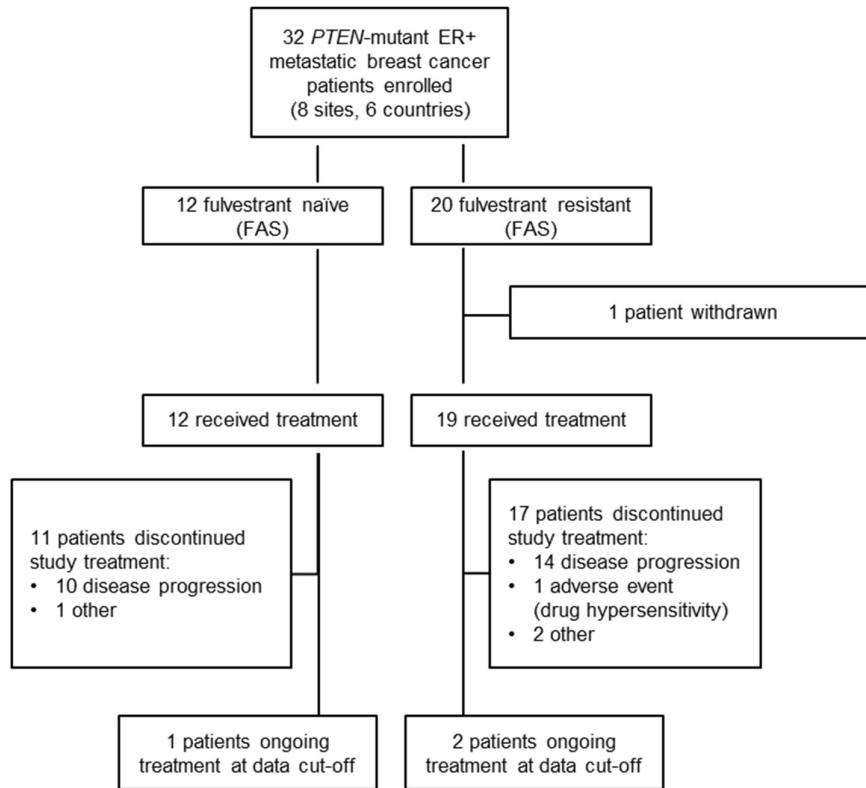 32 PTEN-mutant ER+
metastatic breast cancer
patients enrolled
(8 sites, 6 countries)
12 fulvestrant naïve
(FAS)
20 fulvestrant resistant
(FAS)
1 patient withdrawn
12 received treatment
19 received treatment
11 patients discontinued
study treatment:
• 10 disease progression
• 1 other
17 patients discontinued
study treatment:
• 14 disease progression
• 1 adverse event
(drug hypersensitivity)
• 2 other
1 patients ongoing
treatment at data cut-off
2 patients ongoing
treatment at data cut-off